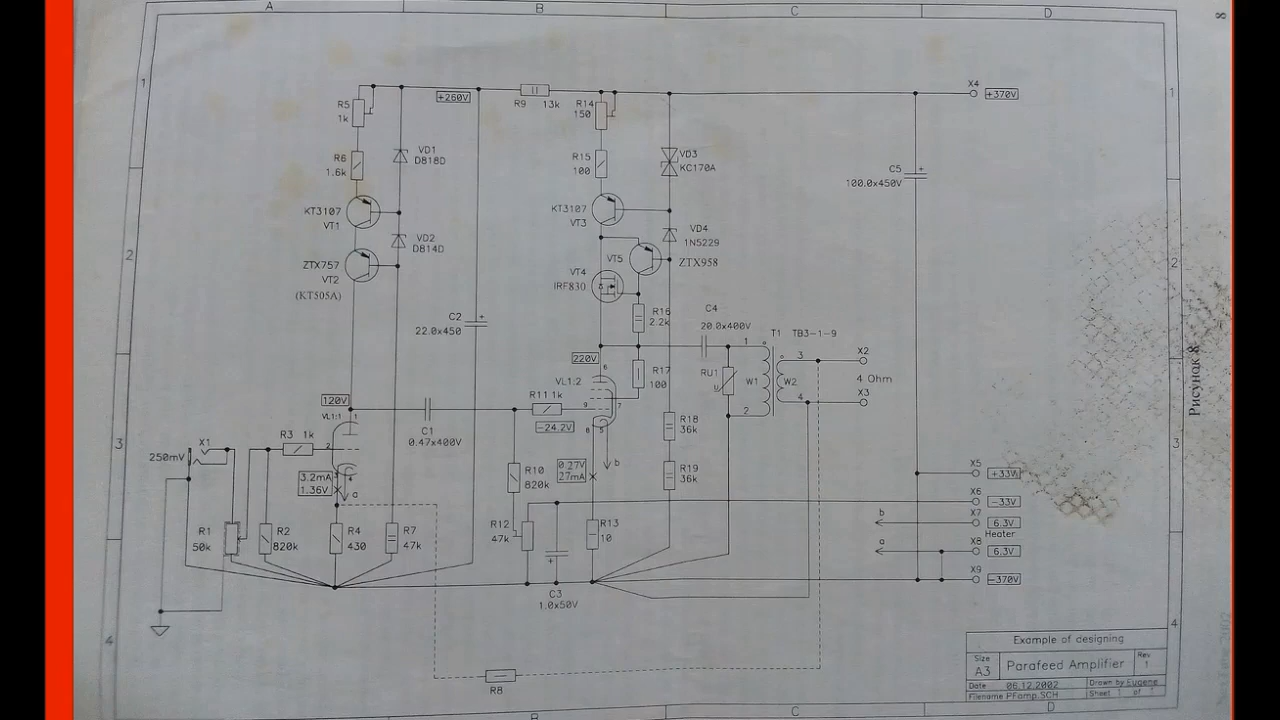 A
B
C
D
8
1
2
3
4
R5
1k
+260V
R9 13k
R14
150
X4
+370V
1
VD1
D818D
R6
1.6k
R15
100
VD3
KC170A
C5
100.0x450V
KT3107
VT1
KT3107
VT3
VD2
D814D
VD4
1N5229
ZTX757
VT2
(KT505A)
VT5
ZTX958
VT4
IRF830
2
C2
22.0x450
R16
2.2k
C4
20.0x400V
T1 TB3-1-9
220V
R17
100
RU1
W1
W2
1
2
3
4
X2
4 Ohm
X3
Рисунок 8
120V
VL1:1
VL1:2
R11 1k
-24.2V
C1
0.47x400V
R18
36k
R19
36k
X1
250mV
R3 1k
3.2mA
1.36V
a
0.27V
27mA
b
R10
820k
3
X5
+33V
X6
-33V
b
X7
6.3V
Heater
a
X8
6.3V
X9
-370V
R1
50k
R2
820k
R4
430
R7
47k
R12
47k
R13
10
C3
1.0x50V
R8
4
Example of designing
Size
A3
Parafeed Amplifier
Rev
1
Date 06.12.2002
Drawn by Eugene
Filename PFamp.SCH
Sheet 1 of
B
C
D